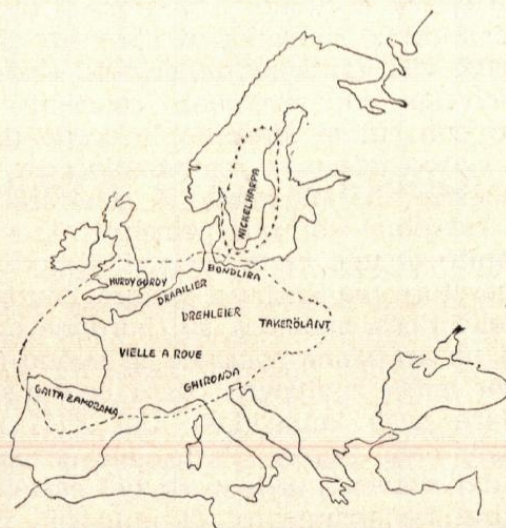 NICKELHARPA
BONDLIRA
HURDY GURDY
DRAAILIER
DREHLEIER
TAKERÖLANT
VIELLE A ROUE
GHIRONDA
GAITA ZAMORANA